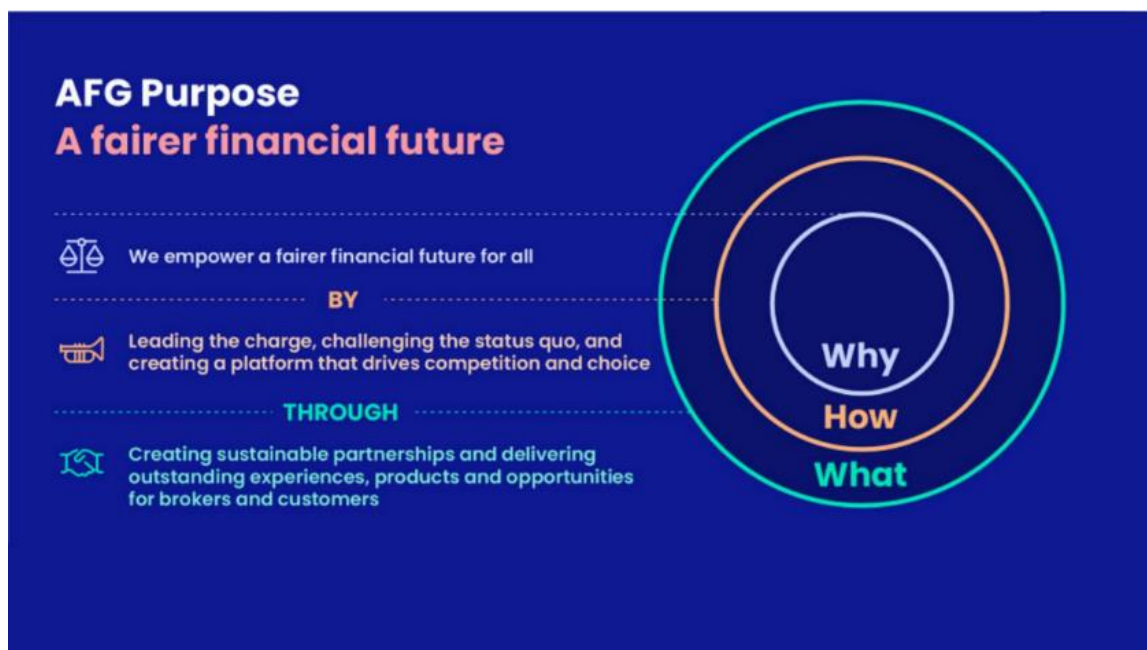 AFG Purpose
A fairer financial future
We empower a fairer financial future for all
BY
Leading the charge, challenging the status quo, and
creating a platform that drives competition and choice
THROUGH
Creating sustainable partnerships and delivering
outstanding experiences, products and opportunities
for brokers and customers
Why
How
What